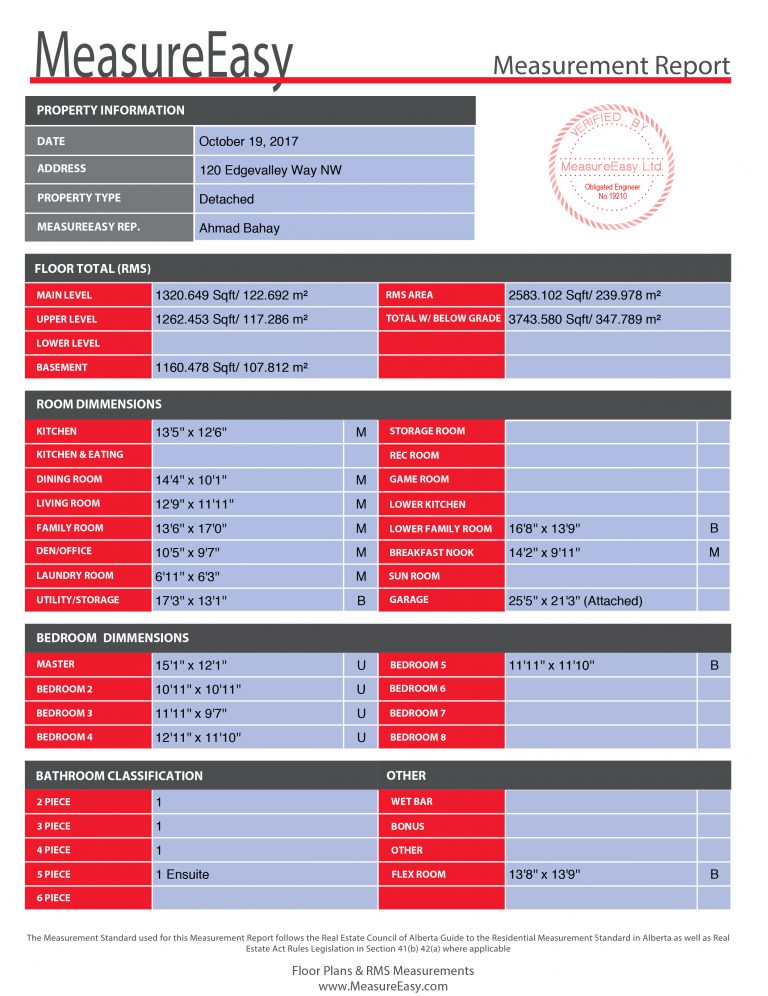 MeasureEasy
Measurement Report
PROPERTY INFORMATION
DATE October 19, 2017
ADDRESS 120 Edgevalley Way NW
PROPERTY TYPE Detached
MEASUREEASY REP. Ahmad Bahay
VERIFIED BY
MeasureEasy Ltd.
Obligated Engineer
No.19210
FLOOR TOTAL (RMS)
MAIN LEVEL 1320.649 Sqft/ 122.692 m² RMS AREA 2583.102 Sqft/ 239.978 m²
UPPER LEVEL 1262.453 Sqft/ 117.286 m² TOTAL W/ BELOW GRADE 3743.580 Sqft/ 347.789 m²
LOWER LEVEL
BASEMENT 1160.478 Sqft/ 107.812 m²
ROOM DIMMENSIONS
KITCHEN 13'5" x 12'6" M STORAGE ROOM
KITCHEN & EATING REC ROOM
DINING ROOM 14'4" x 10'1" M GAME ROOM
LIVING ROOM 12'9" x 11'11" M LOWER KITCHEN
FAMILY ROOM 13'6" x 17'0" M LOWER FAMILY ROOM 16'8" x 13'9" B
DEN/OFFICE 10'5" x 9'7" M BREAKFAST NOOK 14'2" x 9'11" M
LAUNDRY ROOM 6'11" x 6'3" M SUN ROOM
UTILITY/STORAGE 17'3" x 13'1" B GARAGE 25'5" x 21'3" (Attached)
BEDROOM DIMMENSIONS
MASTER 15'1" x 12'1" U BEDROOM 5 11'11" x 11'10" B
BEDROOM 2 10'11" x 10'11" U BEDROOM 6
BEDROOM 3 11'11" x 9'7" U BEDROOM 7
BEDROOM 4 12'11" x 11'10" U BEDROOM 8
BATHROOM CLASSIFICATION OTHER
2 PIECE 1 WET BAR
3 PIECE 1 BONUS
4 PIECE 1 OTHER
5 PIECE 1 Ensuite FLEX ROOM 13'8" x 13'9" B
6 PIECE
The Measurement Standard used for this Measurement Report follows the Real Estate Council of Alberta Guide to the Residential Measurement Standard in Alberta as well as Real
Estate Act Rules Legislation in Section 41(b) 42(a) where applicable
Floor Plans & RMS Measurements
www.MeasureEasy.com